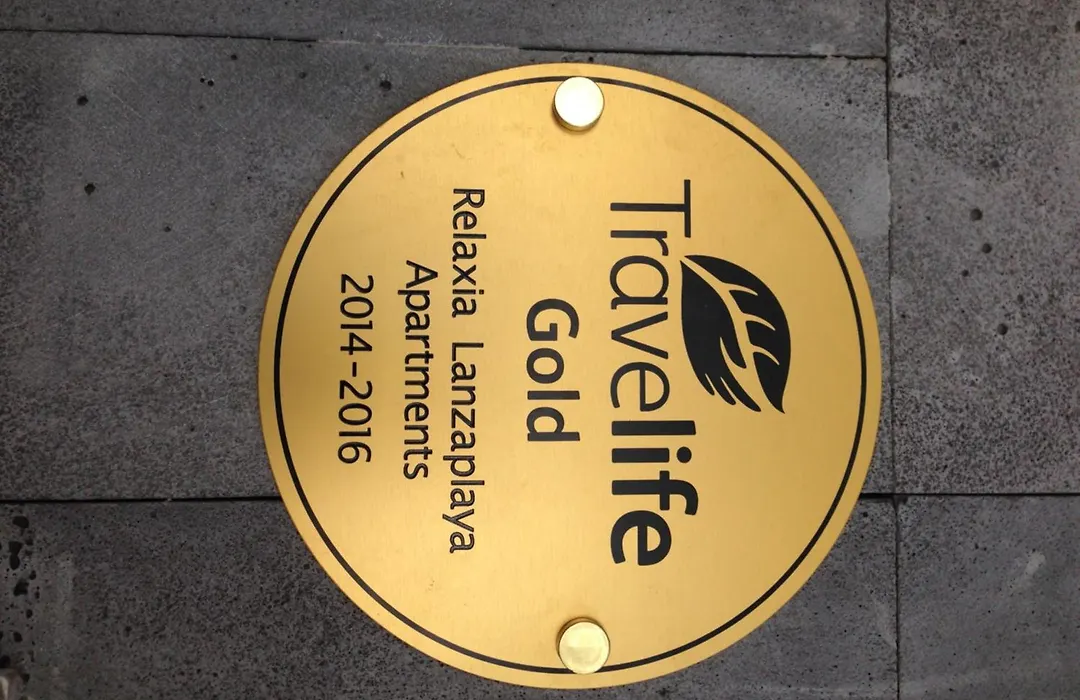 Travelife
Gold
Relaxia Lanzaplaya
Apartments
2014-2016